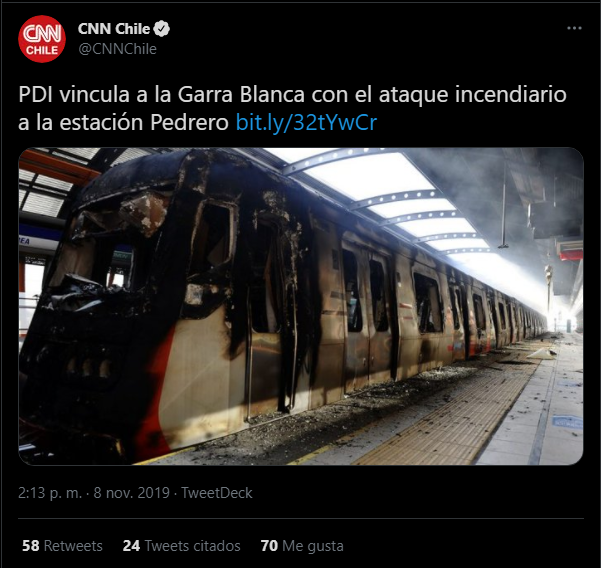 CNN
CHILE
CNN Chile
@CNNChile
PDI vincula a la Garra Blanca con el ataque incendiario
a la estación Pedrero bit.ly/32tYwCr
2:13 p. m. · 8 nov. 2019 · TweetDeck
58 Retweets 24 Tweets citados 70 Me gusta